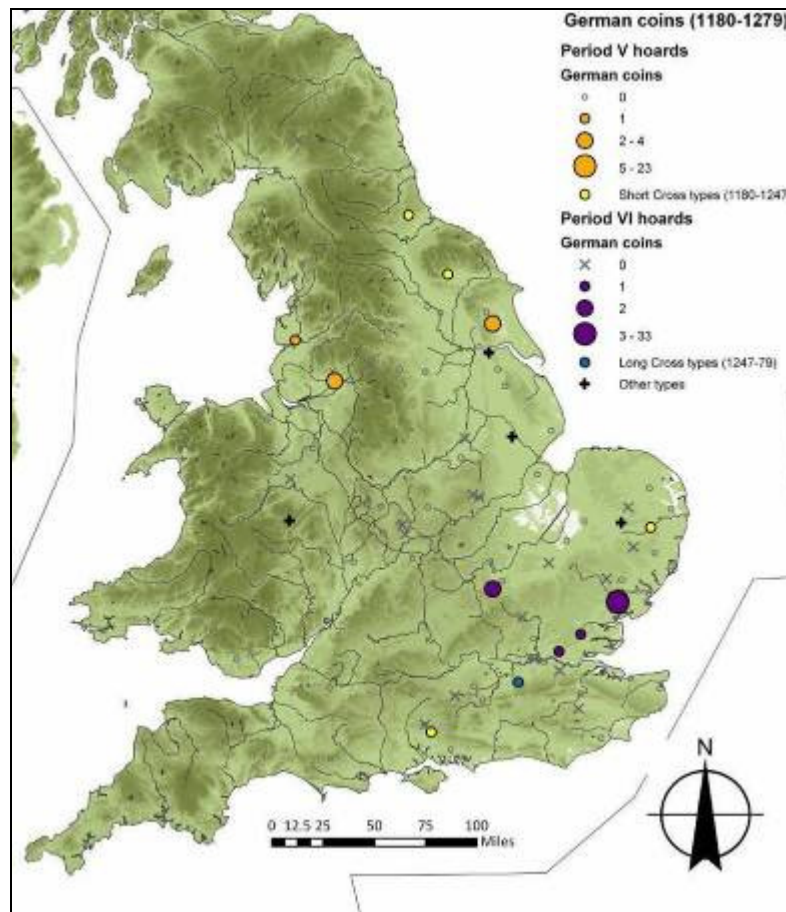 German coins (1180-1279)
Period V hoards
German coins
0
1
2 - 4
5 - 23
Short Cross types (1180-1247
Period VI hoards
German coins
0
1
2
3 - 33
Long Cross types (1247-79)
Other types
N
0 12.5 25 50 75 100
Miles